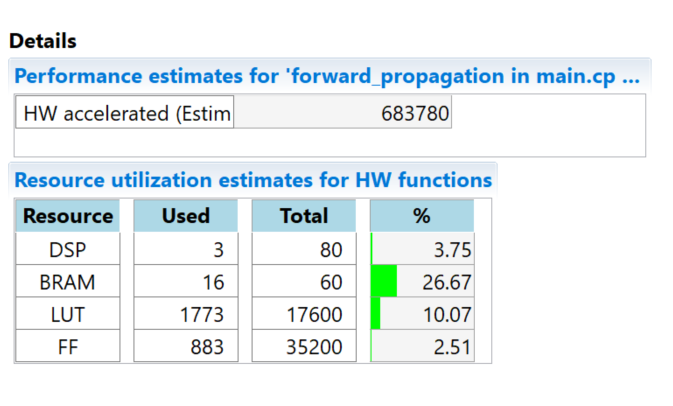 Details
Performance estimates for 'forward_propagation in main.cp ...
HW accelerated (Estim 683780
Resource utilization estimates for HW functions
Resource Used Total %
DSP 3 80 3.75
BRAM 16 60 26.67
LUT 1773 17600 10.07
FF 883 35200 2.51